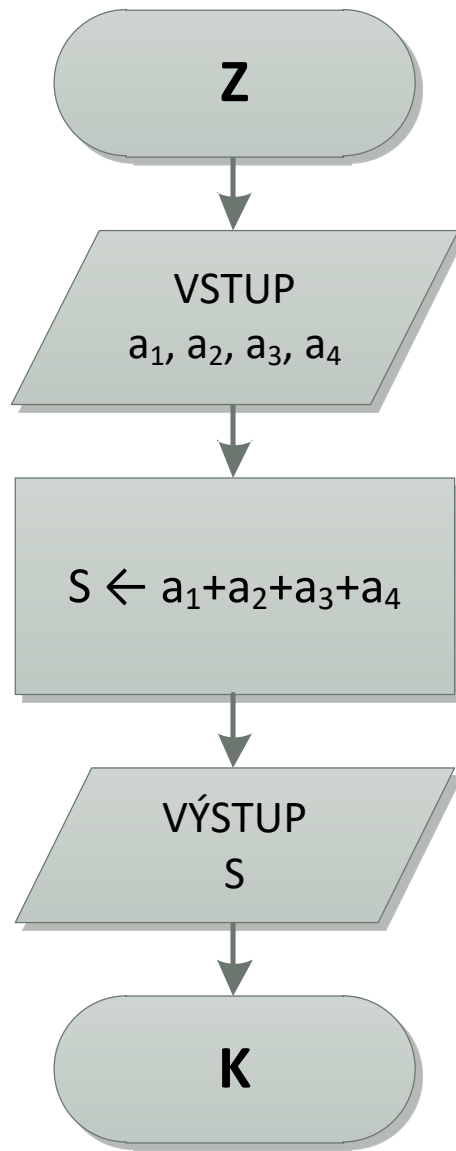 Z
VSTUP
a₁, a₂, a₃, a₄
S ← a₁+a₂+a₃+a₄
VÝSTUP
S
K